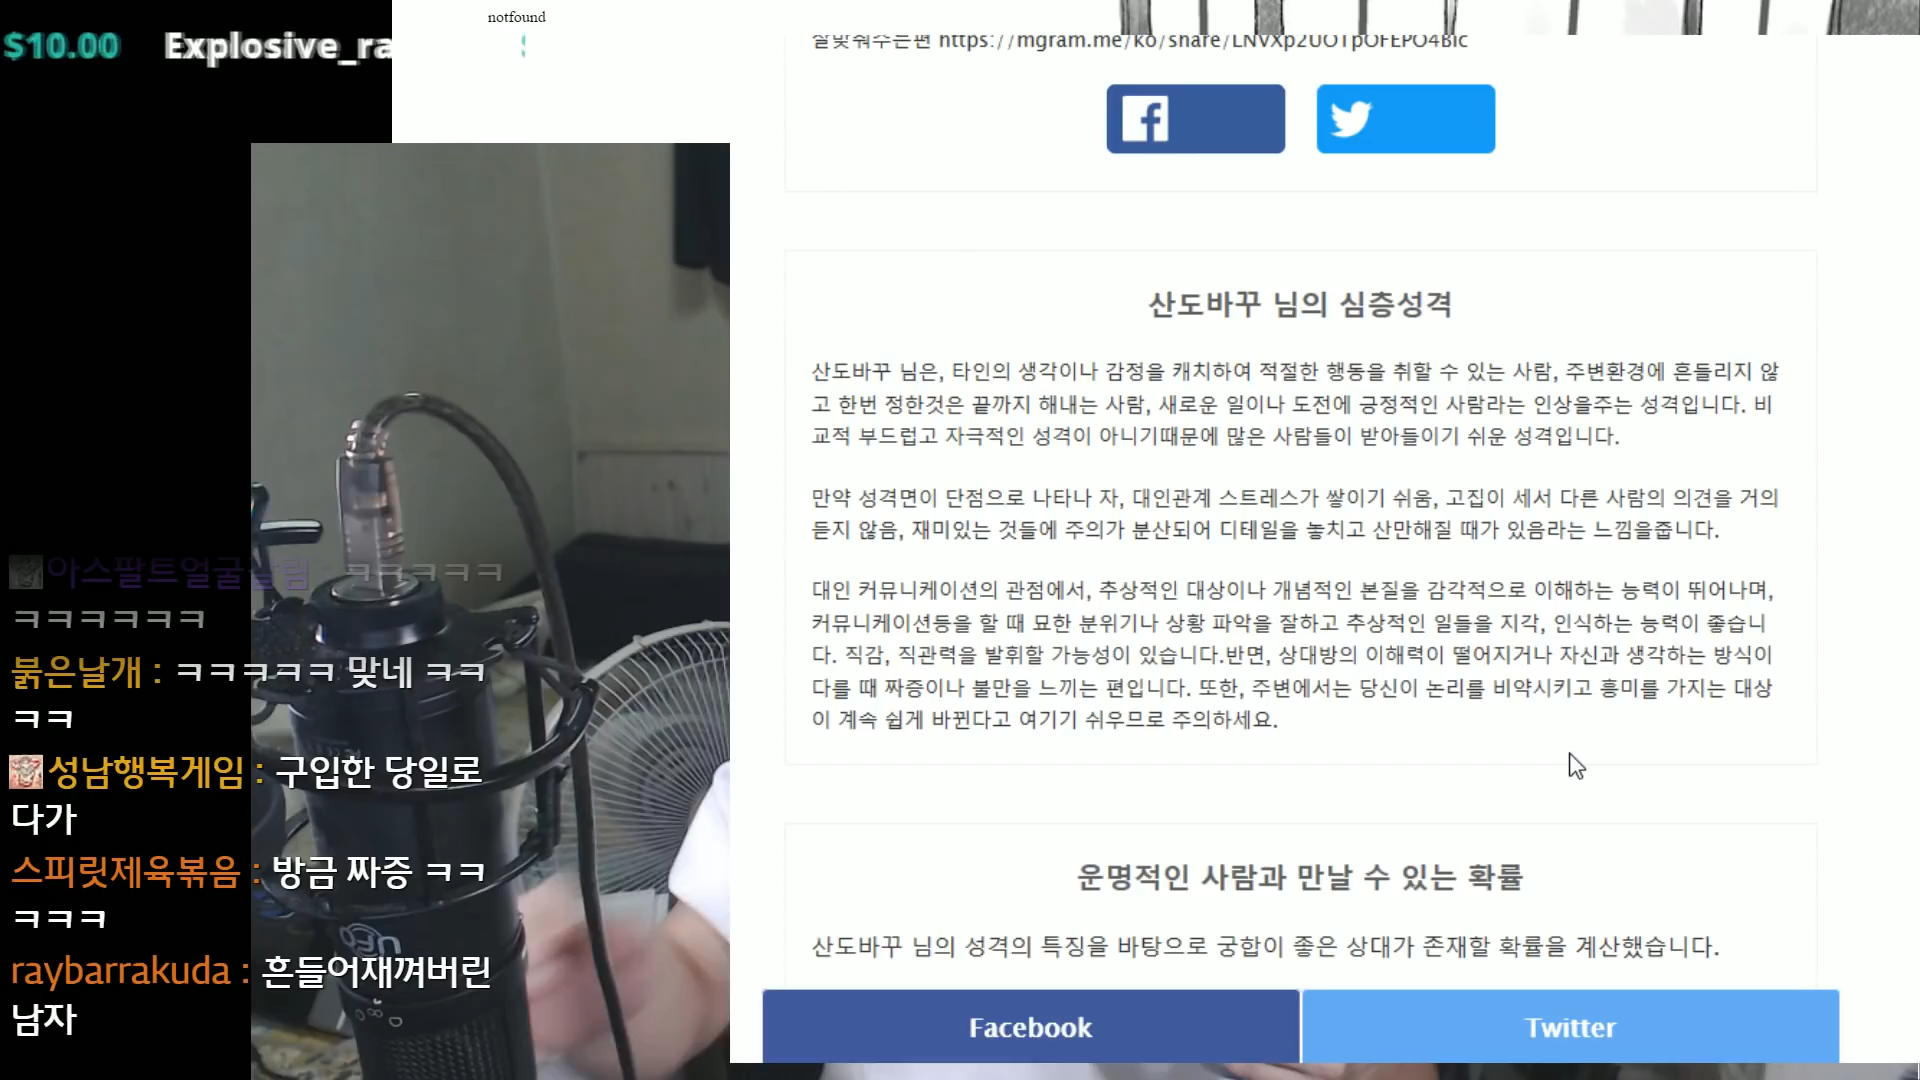 notfound
$10.00 Explosive_ra
잘맞춰주는편 https://mgram.me/ko/share/
산도바꾸 님의 심층성격
산도바꾸 님은, 타인의 생각이나 감정을 캐치하여 적절한 행동을 취할 수 있는 사람, 주변환경에 흔들리지 않
고 한번 정한것은 끝까지 해내는 사람, 새로운 일이나 도전에 긍정적인 사람라는 인상을주는 성격입니다. 비
교적 부드럽고 자극적인 성격이 아니기때문에 많은 사람들이 받아들이기 쉬운 성격입니다.
만약 성격면이 단점으로 나타나 자, 대인관계 스트레스가 쌓이기 쉬움, 고집이 세서 다른 사람의 의견을 거의
듣지 않음, 재미있는 것들에 주의가 분산되어 디테일을 놓치고 산만해질 때가 있음라는 느낌을줍니다.
대인 커뮤니케이션의 관점에서, 추상적인 대상이나 개념적인 본질을 감각적으로 이해하는 능력이 뛰어나며,
커뮤니케이션등을 할 때 묘한 분위기나 상황 파악을 잘하고 추상적인 일들을 지각, 인식하는 능력이 좋습니
다. 직감, 직관력을 발휘할 가능성이 있습니다.반면, 상대방의 이해력이 떨어지거나 자신과 생각하는 방식이
다를 때 짜증이나 불만을 느끼는 편입니다. 또한, 주변에서는 당신이 논리를 비약시키고 흥미를 가지는 대상
이 계속 쉽게 바뀐다고 여기기 쉬우므로 주의하세요.
운명적인 사람과 만날 수 있는 확률
산도바꾸 님의 성격의 특징을 바탕으로 궁합이 좋은 상대가 존재할 확률을 계산했습니다.
Facebook Twitter
아스팔트얼굴갈림 ㅋㅋㅋㅋㅋ
ㅋㅋㅋㅋㅋㅋ
붉은날개 : ㅋㅋㅋㅋㅋ 맞네 ㅋㅋ
ㅋㅋ
성남행복게임 : 구입한 당일로
다가
스피릿제육볶음 : 방금 짜증 ㅋㅋ
ㅋㅋㅋ
raybarrakuda : 흔들어재껴버린
남자
UFO